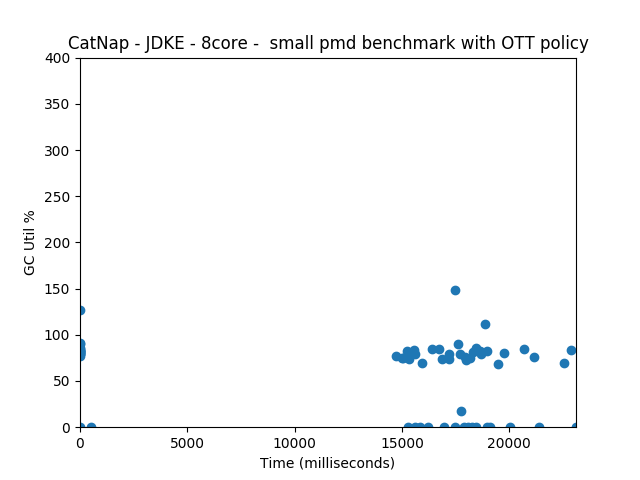 CatNap - JDKE - 8core -  small pmd benchmark with OTT policy
400
350
300
250
200
150
100
50
0
GC Util %
0 5000 10000 15000 20000
Time (milliseconds)